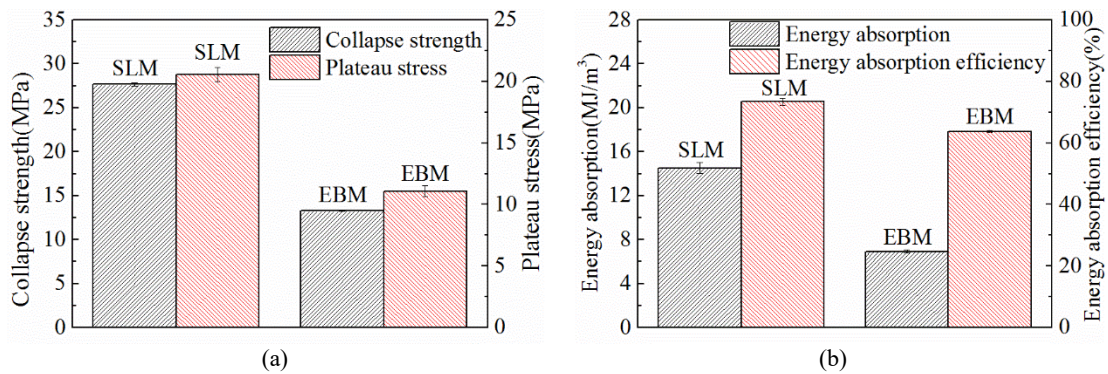 35
30
25
20
15
10
5
0
Collapse strength(MPa)
SLM
SLM
EBM
EBM
Collapse strength
Plateau stress
25
20
15
10
5
0
Plateau stress(MPa)
(a)
28
24
20
16
12
8
4
0
Energy absorption(MJ/m³)
SLM
SLM
EBM
EBM
Energy absorption
Energy absorption efficiency
100
80
60
40
20
0
Energy absorption efficiency(%)
(b)